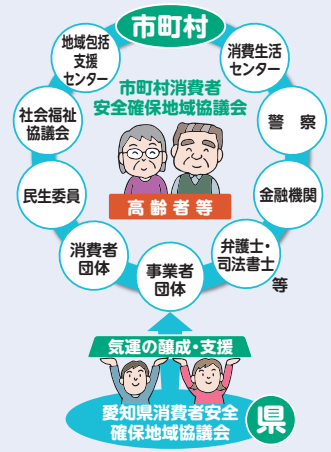 市町村
地域包括
支援
センター
消費生活
センター
市町村消費者
安全確保地域協議会
社会福祉
協議会
警察
民生委員
高齢者等
金融機関
消費者
団体
事業者
団体
弁護士・
司法書士
等
気運の醸成・支援
愛知県消費者安全
確保地域協議会
県